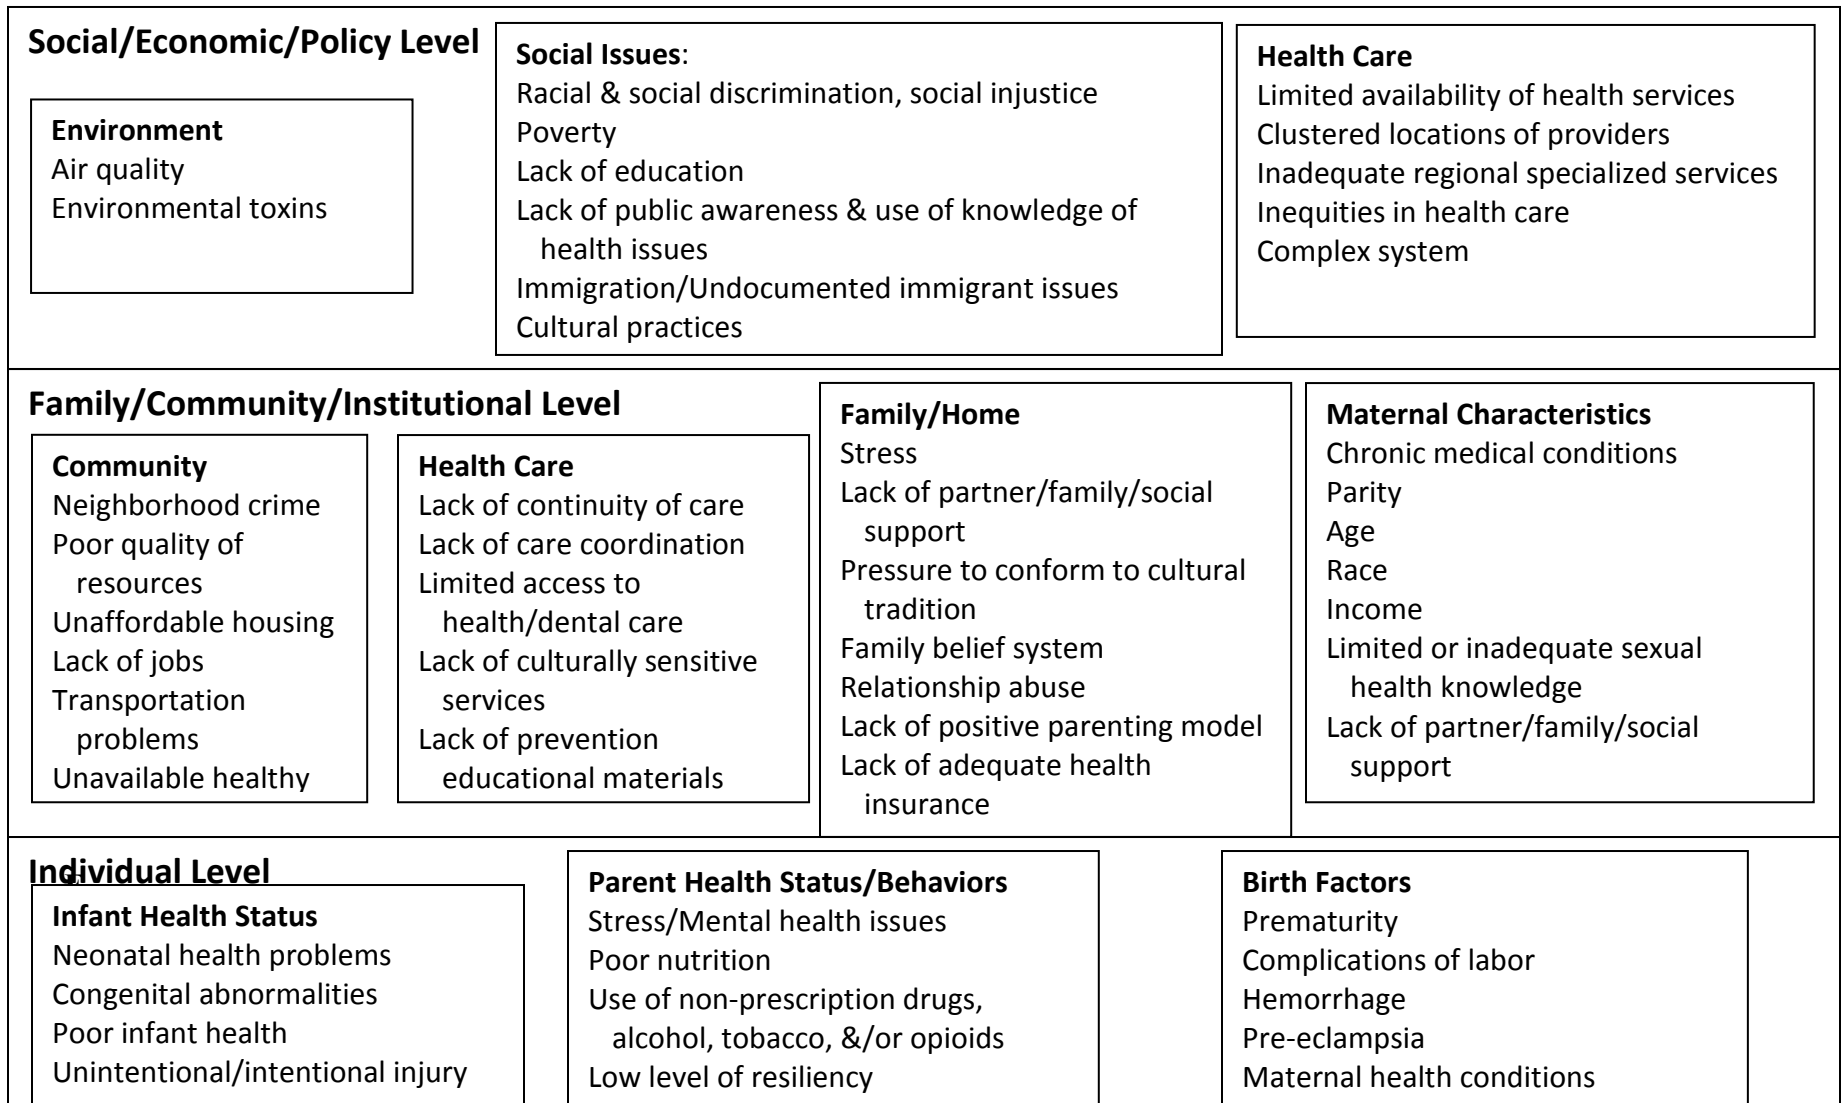 Social/Economic/Policy Level
Environment
Air quality
Environmental toxins
Social Issues:
Racial & social discrimination, social injustice
Poverty
Lack of education
Lack of public awareness & use of knowledge of
health issues
Immigration/Undocumented immigrant issues
Cultural practices
Health Care
Limited availability of health services
Clustered locations of providers
Inadequate regional specialized services
Inequities in health care
Complex system
Family/Community/Institutional Level
Community
Neighborhood crime
Poor quality of
resources
Unaffordable housing
Lack of jobs
Transportation
problems
Unavailable healthy
Health Care
Lack of continuity of care
Lack of care coordination
Limited access to
health/dental care
Lack of culturally sensitive
services
Lack of prevention
educational materials
Family/Home
Stress
Lack of partner/family/social
support
Pressure to conform to cultural
tradition
Family belief system
Relationship abuse
Lack of positive parenting model
Lack of adequate health
insurance
Maternal Characteristics
Chronic medical conditions
Parity
Age
Race
Income
Limited or inadequate sexual
health knowledge
Lack of partner/family/social
support
Individual Level
Infant Health Status
Neonatal health problems
Congenital abnormalities
Poor infant health
Unintentional/intentional injury
Parent Health Status/Behaviors
Stress/Mental health issues
Poor nutrition
Use of non-prescription drugs,
alcohol, tobacco, &/or opioids
Low level of resiliency
Birth Factors
Prematurity
Complications of labor
Hemorrhage
Pre-eclampsia
Maternal health conditions